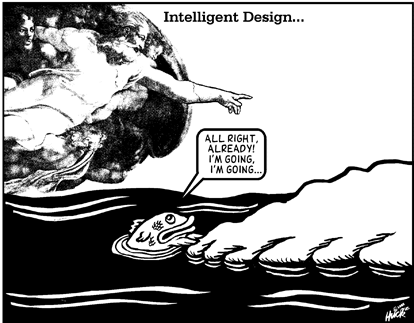 Intelligent Design...
ALL RIGHT,
ALREADY!
I'M GOING,
I'M GOING...